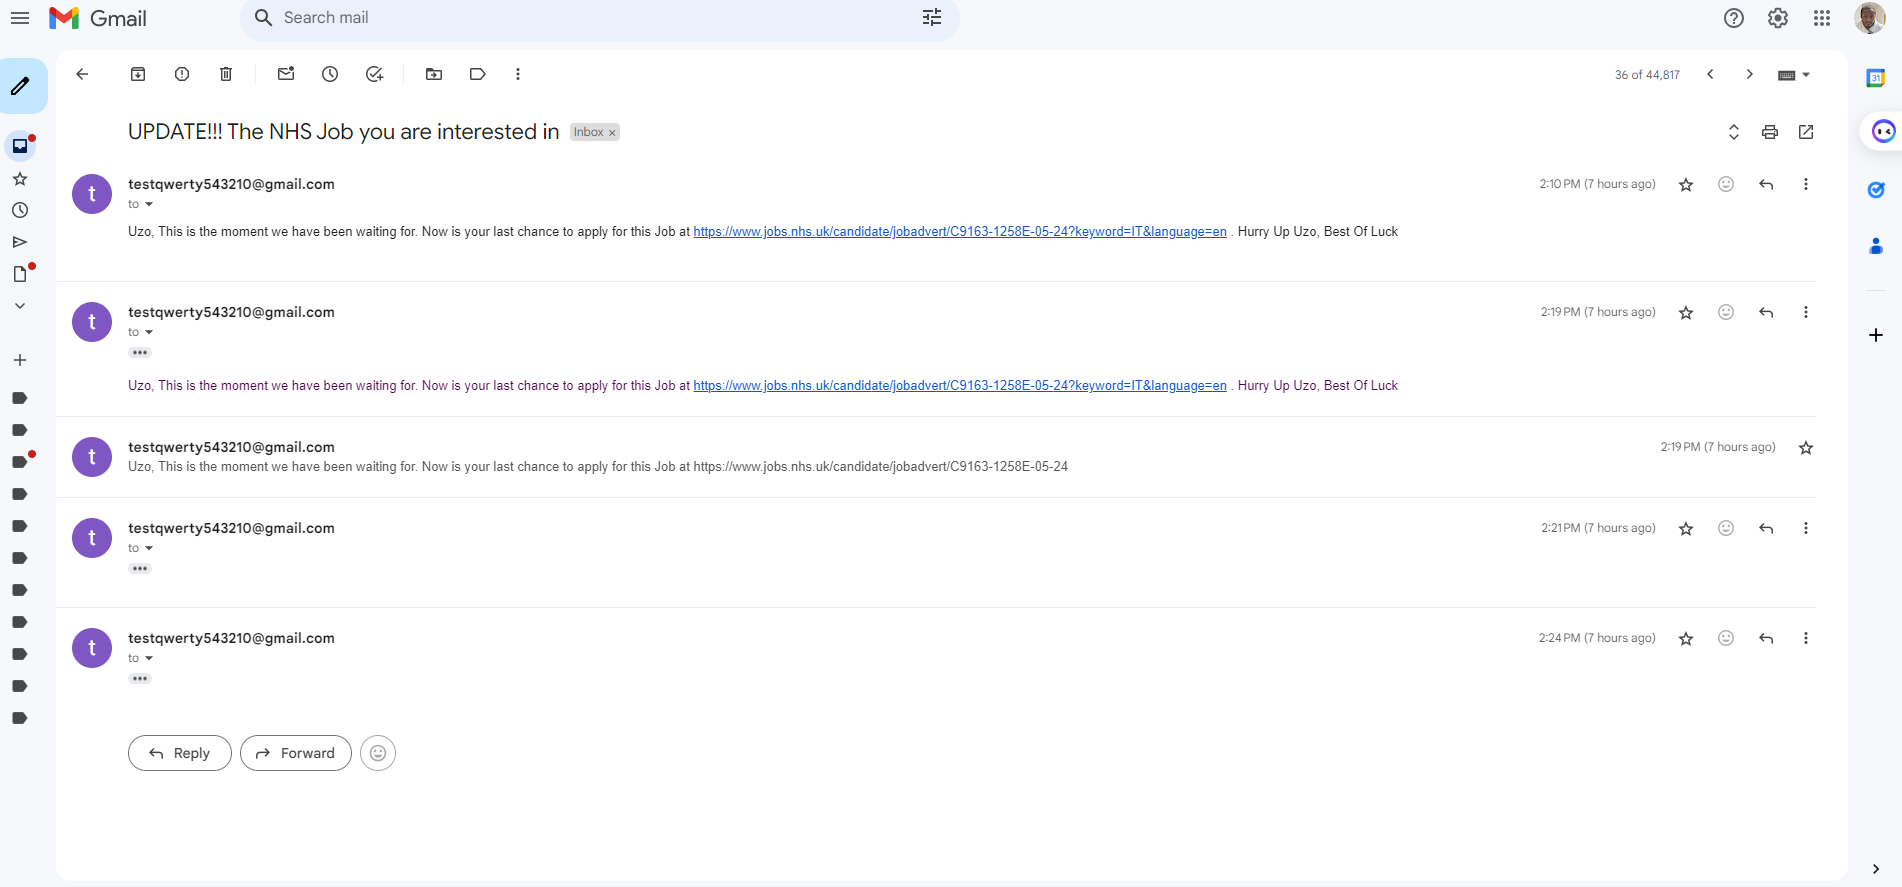 Gmail
Search mail
36 of 44,817
31
UPDATE!!! The NHS Job you are interested in Inbox ×
t
testqwerty543210@gmail.com
2:10 PM (7 hours ago)
to
Uzo, This is the moment we have been waiting for. Now is your last chance to apply for this Job at https://www.jobs.nhs.uk/candidate/jobadvert/C9163-1258E-05-24?keyword=IT&language=en . Hurry Up Uzo, Best Of Luck
t
testqwerty543210@gmail.com
2:19 PM (7 hours ago)
to
Uzo, This is the moment we have been waiting for. Now is your last chance to apply for this Job at https://www.jobs.nhs.uk/candidate/jobadvert/C9163-1258E-05-24?keyword=IT&language=en . Hurry Up Uzo, Best Of Luck
t
testqwerty543210@gmail.com
2:19 PM (7 hours ago)
Uzo, This is the moment we have been waiting for. Now is your last chance to apply for this Job at https://www.jobs.nhs.uk/candidate/jobadvert/C9163-1258E-05-24
t
testqwerty543210@gmail.com
2:21 PM (7 hours ago)
to
t
testqwerty543210@gmail.com
2:24 PM (7 hours ago)
to
Reply
Forward